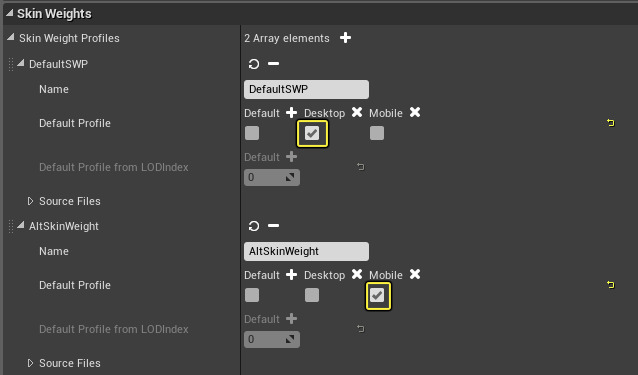 Skin Weights
Skin Weight Profiles 2 Array elements
DefaultSWP
Name DefaultSWP
Default Desktop Mobile
Default Profile
Default
Default Profile from LODIndex
0
Source Files
AltSkinWeight
Name AltSkinWeight
Default Desktop Mobile
Default Profile
Default
Default Profile from LODIndex
0
Source Files